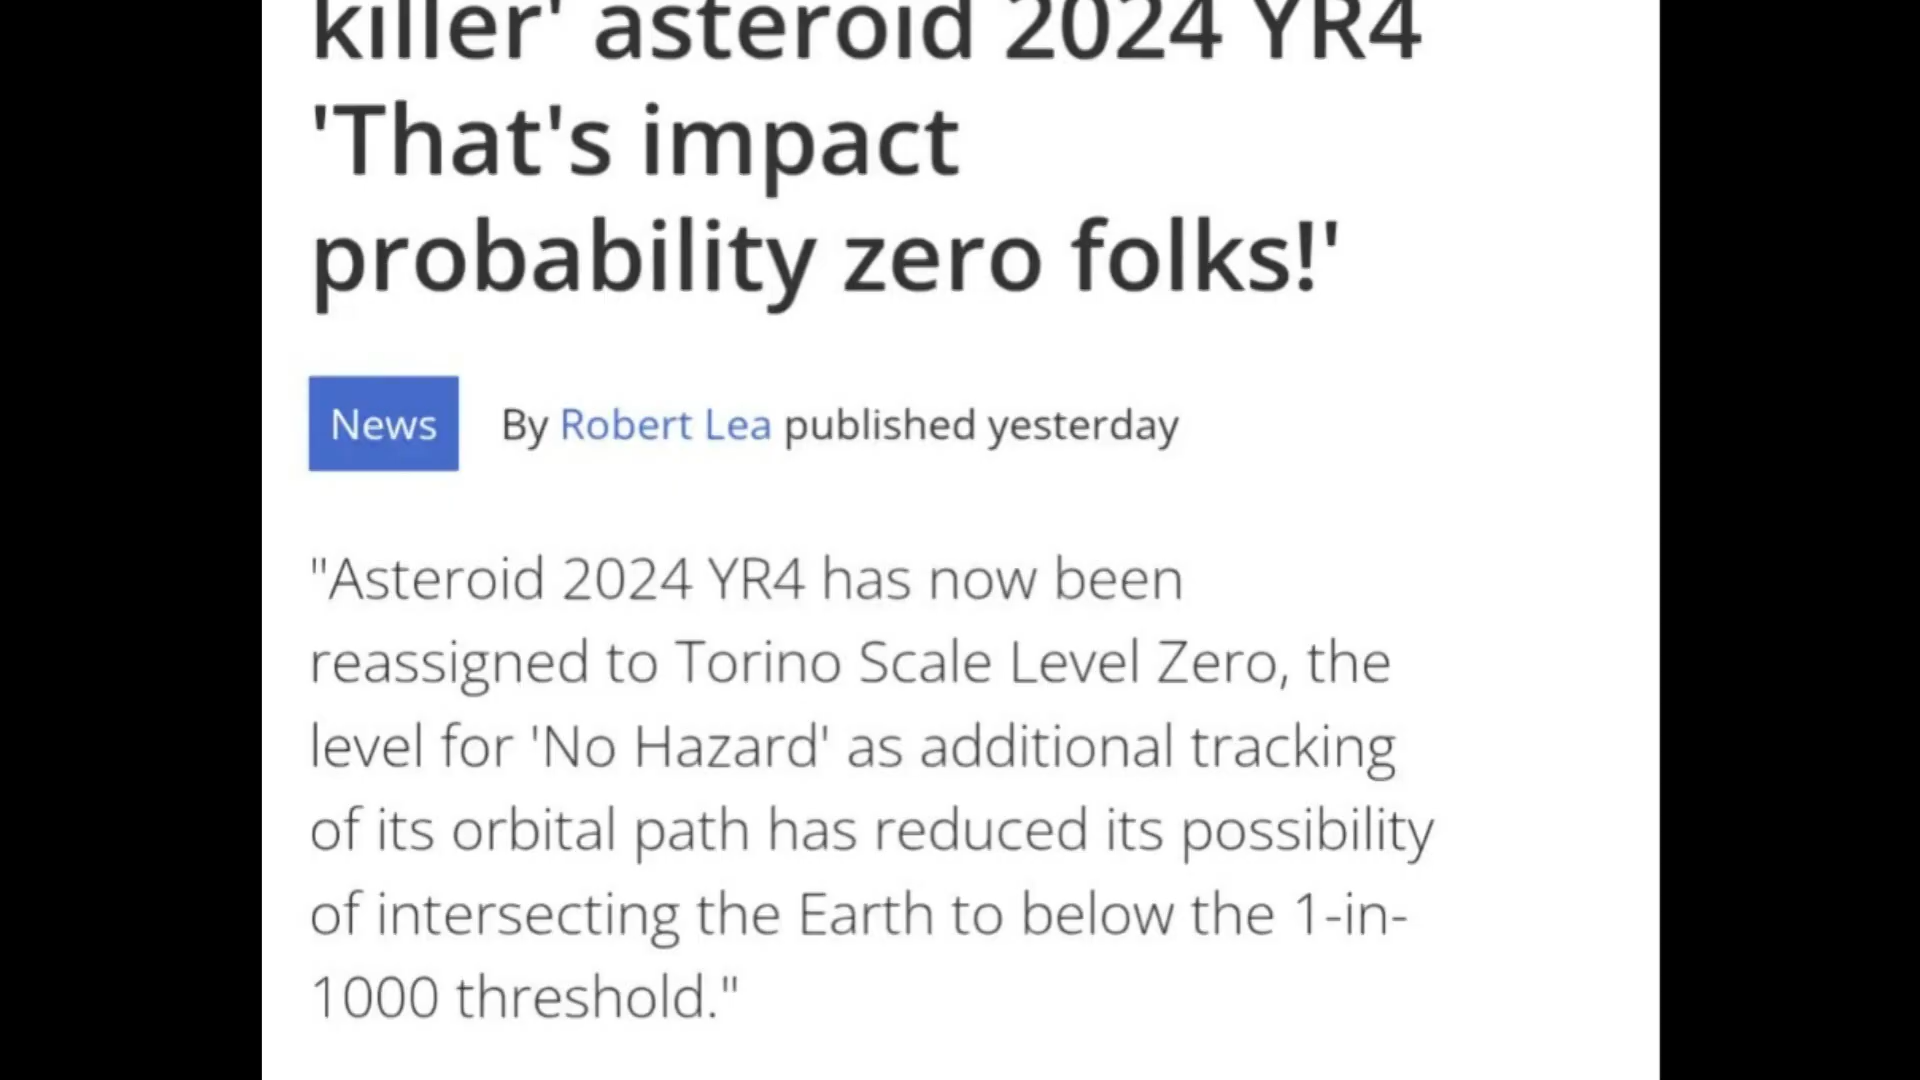 killer' asteroid 2024 YR4
'That's impact
probability zero folks!'
News By Robert Lea published yesterday
"Asteroid 2024 YR4 has now been
reassigned to Torino Scale Level Zero, the
level for 'No Hazard' as additional tracking
of its orbital path has reduced its possibility
of intersecting the Earth to below the 1-in-
1000 threshold."